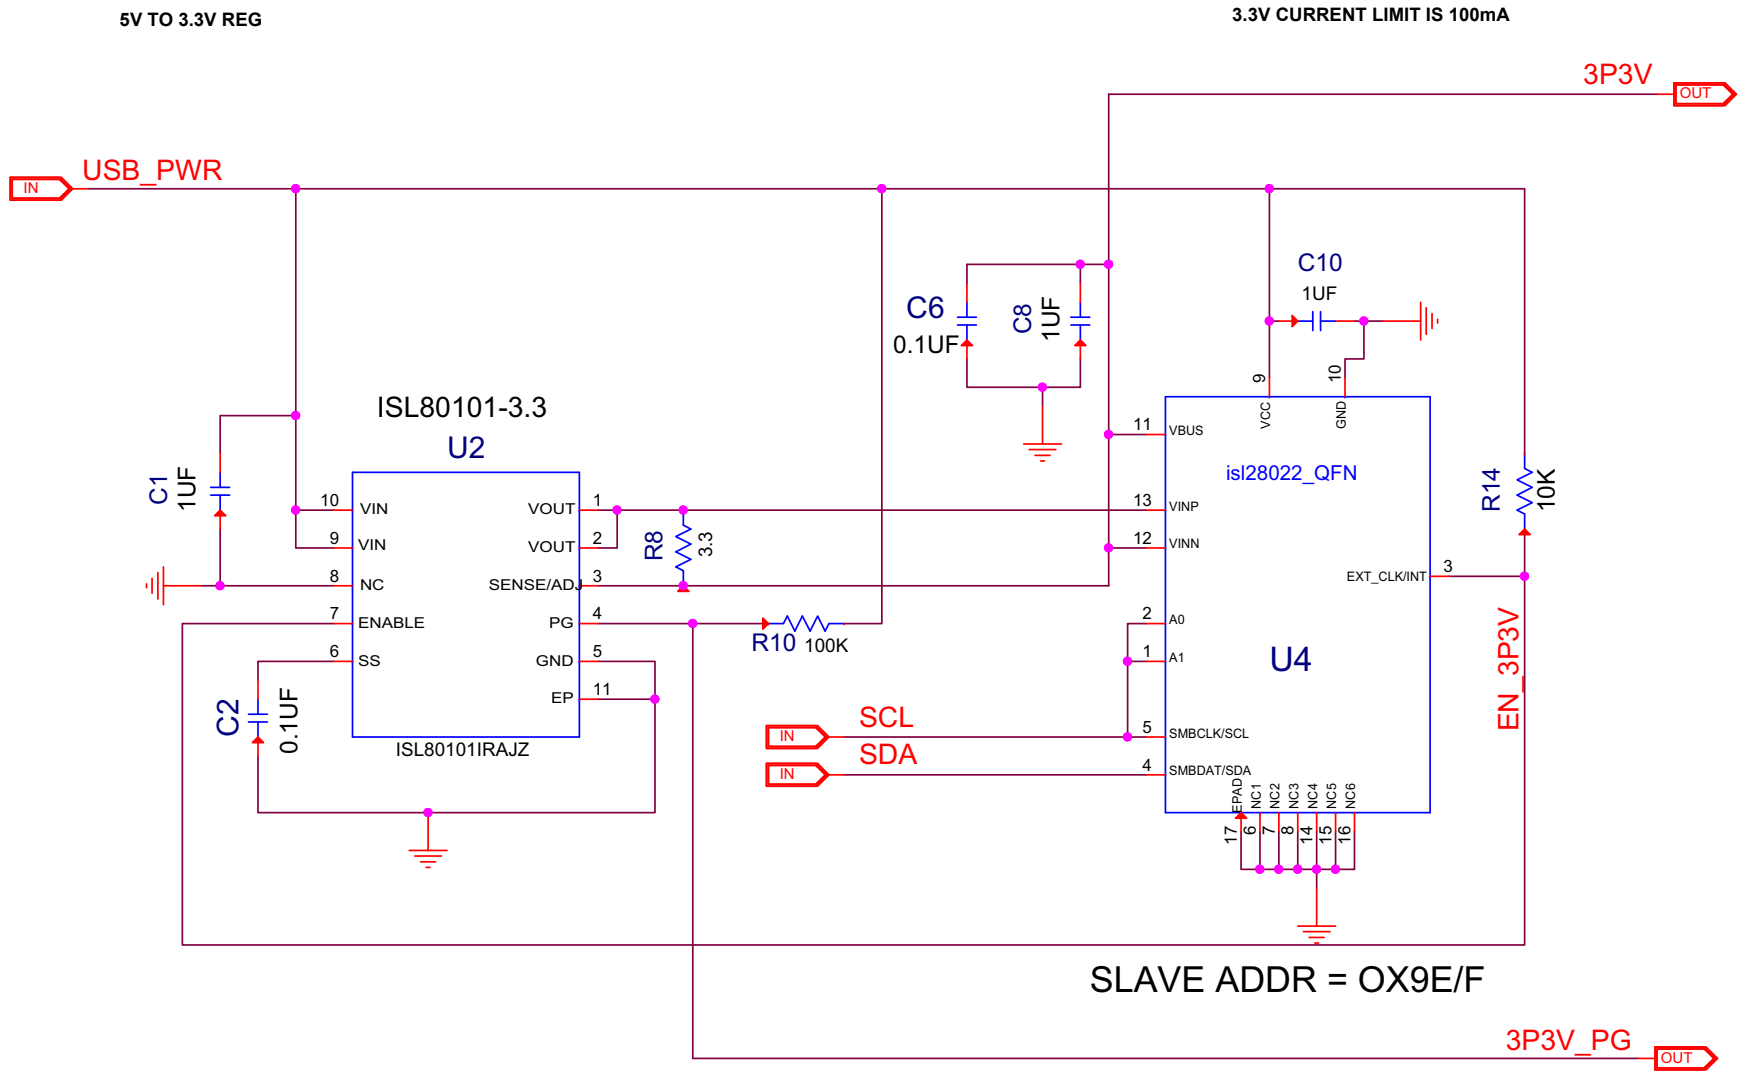 5V TO 3.3V REG
3.3V CURRENT LIMIT IS 100mA
3P3V
OUT
USB_PWR
IN
C10
1UF
C6
0.1UF
C8
1UF
9
10
VCC
GND
ISL80101-3.3
U2
C1
1UF
10
VIN
9
VIN
8
NC
7
ENABLE
6
SS
VOUT
1
VOUT
2
SENSE/ADJ
3
PG
4
GND
5
EP
11
ISL80101IRAJZ
C2
0.1UF
R8
3.3
R10
100K
11
VBUS
isl28022_QFN
13
VINP
12
VINN
EXT_CLK/INT
3
2
A0
1
A1
U4
R14
10K
EN_3P3V
IN
SCL
5
SMBCLK/SCL
IN
SDA
4
SMBDAT/SDA
EPAD
NC1
NC2
NC3
NC4
NC5
NC6
17
6
7
8
14
15
16
SLAVE ADDR = OX9E/F
3P3V_PG
OUT